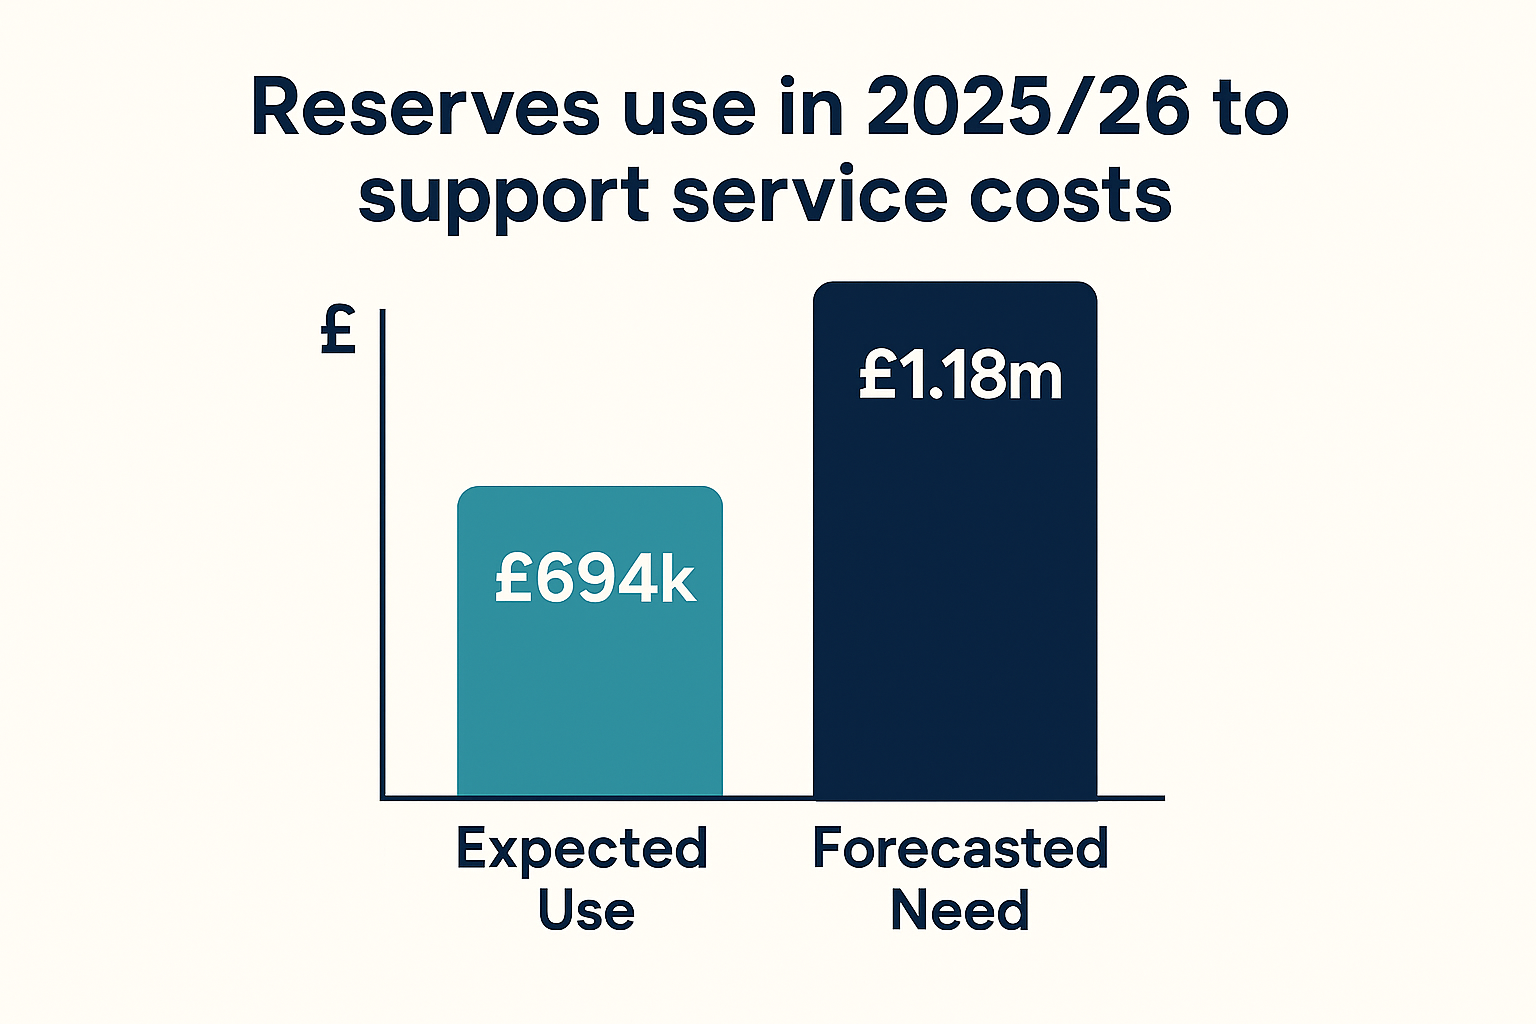 Reserves use in 2025/26 to
support service costs
£
£1.18m
£694k
Expected
Use
Forecasted
Need